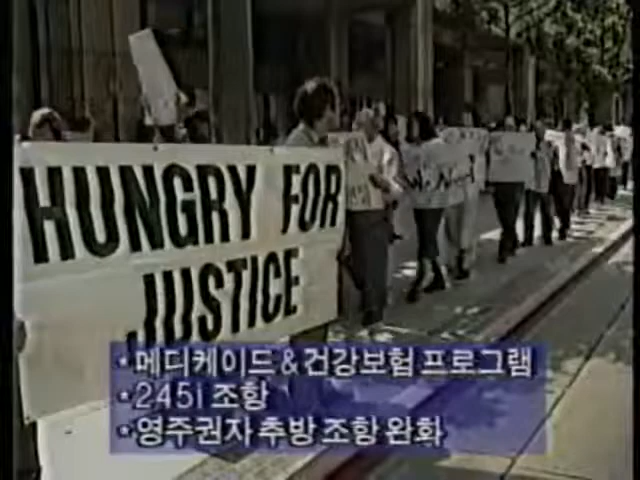 HUNGRY FOR
JUSTICE
• 메디케이드 & 건강보험 프로그램
• 245i 조항
• 영주권자 추방 조항 완화